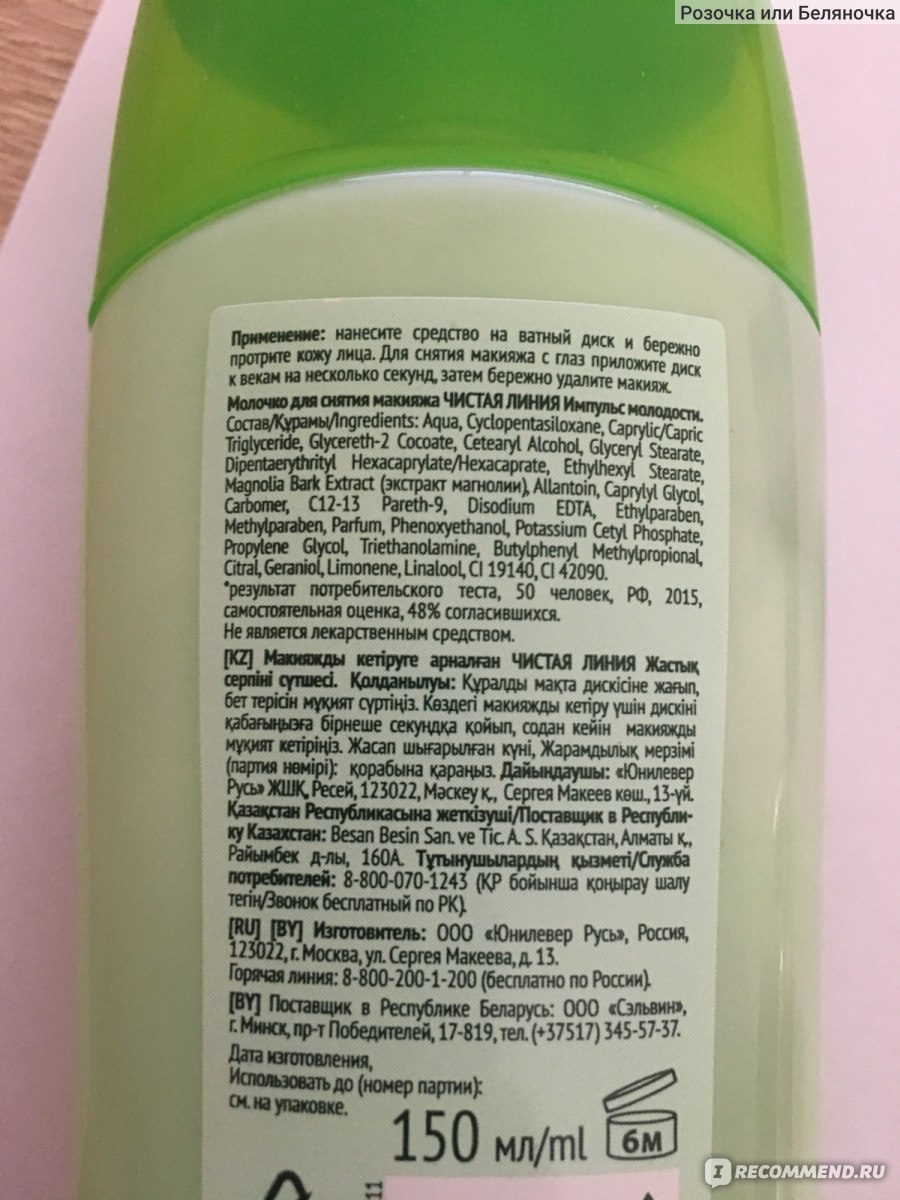 Розочка или Беляночка
Применение: нанесите средство на ватный диск и бережно
протрите кожу лица. Для снятия макияжа с глаз приложите диск
к векам на несколько секунд, затем бережно удалите макияж.
Молочко для снятия макияжа ЧИСТАЯ ЛИНИЯ Импульс молодости.
Состав/Құрамы/Ingredients: Aqua, Cyclopentasiloxane, Caprylic/Capric
Triglyceride, Glycereth-2 Cocoate, Cetearyl Alcohol, Glyceryl Stearate,
Dipentaerythrityl Hexacaprylate/Hexacaprate, Ethylhexyl Stearate,
Magnolia Bark Extract (экстракт магнолии), Allantoin, Caprylyl Glycol,
Carbomer, C12-13 Pareth-9, Disodium EDTA, Ethylparaben,
Methylparaben, Parfum, Phenoxyethanol, Potassium Cetyl Phosphate,
Propylene Glycol, Triethanolamine, Butylphenyl Methylpropional,
Citral, Geraniol, Limonene, Linalool, CI 19140, CI 42090.
*результат потребительского теста, 50 человек, РФ, 2015,
самостоятельная оценка, 48% согласившихся.
Не является лекарственным средством.
[KZ] Макияжды кетіруге арналған ЧИСТАЯ ЛИНИЯ Жастық
серпіні сүтшесі. Қолданылуы: Құралды мақта дискісіне жағып,
бет терісін мұқият сүртіңіз. Көздегі макияжды кетіру үшін дискіні
қабағыңызға бірнеше секундқа қойып, содан кейін макияжды
мұқият кетіріңіз. Жасап шығарылған күні, Жарамдылық мерзімі
(партия нөмірі): қорабына қараңыз. Дайындаушы: «Юнилевер
Русь» ЖШҚ, Ресей, 123022, Мәскеу қ., Сергея Макеев көш., 13-үй.
Қазақстан Республикасына жеткізуші/Поставщик в Республи-
ку Казахстан: Besan Besin San. ve Tic. A. S. Қазақстан, Алматы қ.,
Райымбек д-лы, 160А. Тұтынушылардың қызметі/Служба
потребителей: 8-800-070-1243 (ҚР бойынша қоңырау шалу
тегін/Звонок бесплатный по РК).
[RU] [BY] Изготовитель: ООО «Юнилевер Русь», Россия,
123022, г. Москва, ул. Сергея Макеева, д. 13.
Горячая линия: 8-800-200-1-200 (бесплатно по России).
[BY] Поставщик в Республике Беларусь: ООО «Сэльвин»,
г. Минск, пр-т Победителей, 17-819, тел. (+37517) 345-57-37.
Дата изготовления,
Использовать до (номер партии):
см. на упаковке.
150 мл/ml
6М
11
IRECOMMEND.RU